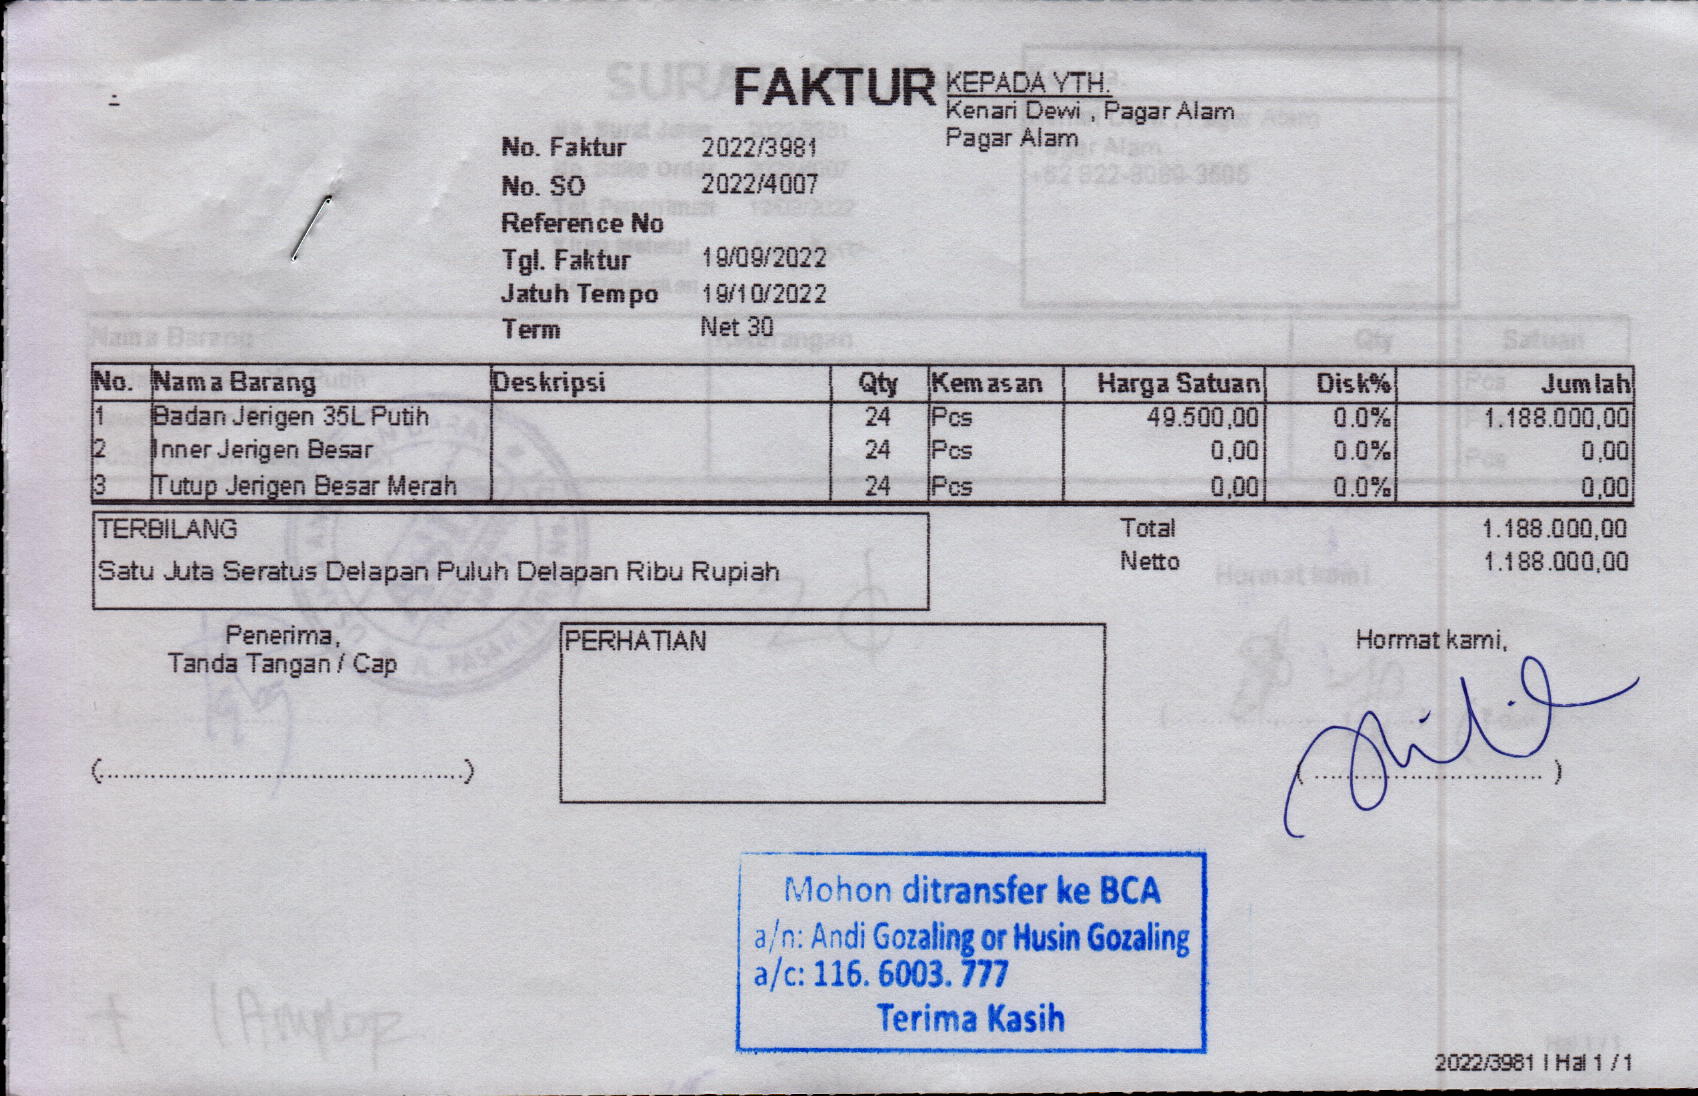 FAKTUR
KEPADA YTH.
Kenari Dewi , Pagar Alam
Pagar Alam
No. Faktur 2022/3981
No. SO 2022/4007
Reference No
Tgl. Faktur 19/09/2022
Jatuh Tempo 19/10/2022
Term Net 30
No. Nama Barang Deskripsi Qty Kemasan Harga Satuan Disk% Jumlah
1 Badan Jerigen 35L Putih 24 Pcs 49.500,00 0.0% 1.188.000,00
2 Inner Jerigen Besar 24 Pcs 0,00 0.0% 0,00
3 Tutup Jerigen Besar Merah 24 Pcs 0,00 0.0% 0,00
TERBILANG
Satu Juta Seratus Delapan Puluh Delapan Ribu Rupiah
Total 1.188.000,00
Netto 1.188.000,00
Penerima,
Tanda Tangan / Cap
(..............................................)
PERHATIAN
Hormat kami,
( .............................. )
Mohon ditransfer ke BCA
a/n: Andi Gozaling or Husin Gozaling
a/c: 116. 6003. 777
Terima Kasih
+ 1 Amplop
2022/3981 | Hal 1 / 1